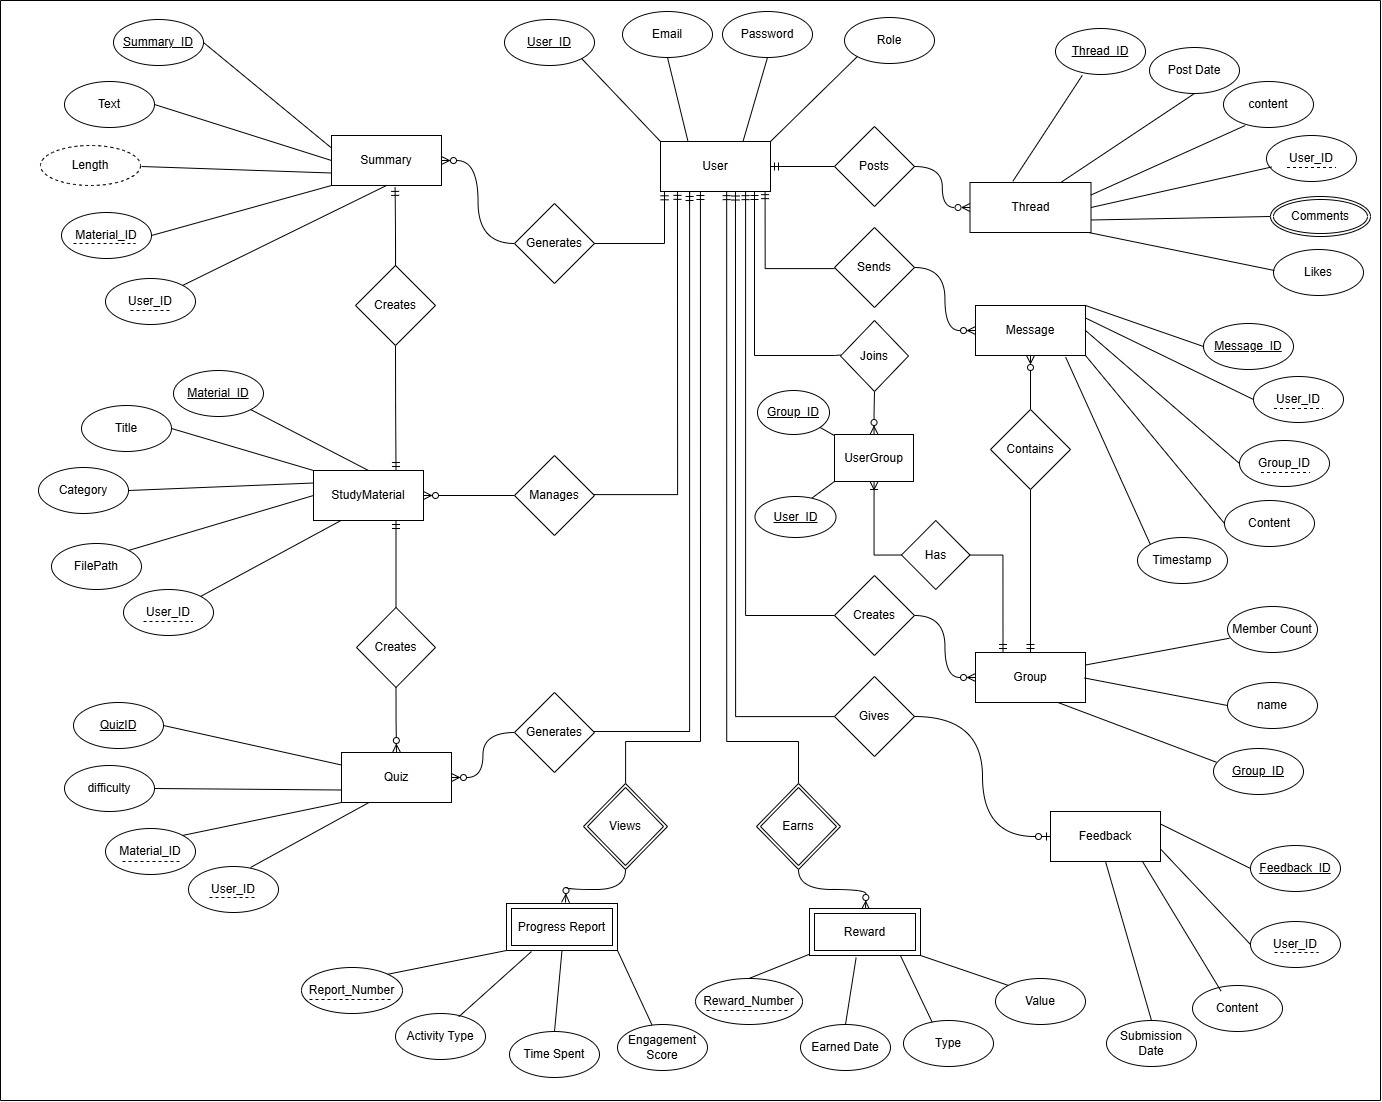 Summary_ID
Text
Length
Material_ID
User_ID
Summary
User_ID
Email
Password
Role
User
Generates
Creates
Posts
Thread_ID
Post Date
content
User_ID
Comments
Likes
Thread
Sends
Message
Message_ID
User_ID
Group_ID
Content
Timestamp
Joins
Group_ID
UserGroup
User_ID
Contains
Has
Material_ID
Title
Category
FilePath
User_ID
StudyMaterial
Manages
Creates
Creates
Group
Member Count
name
Group_ID
QuizID
difficulty
Material_ID
User_ID
Quiz
Generates
Gives
Views
Earns
Feedback
Feedback_ID
User_ID
Content
Submission
Date
Progress Report
Report_Number
Activity Type
Time Spent
Engagement
Score
Reward
Reward_Number
Earned Date
Type
Value